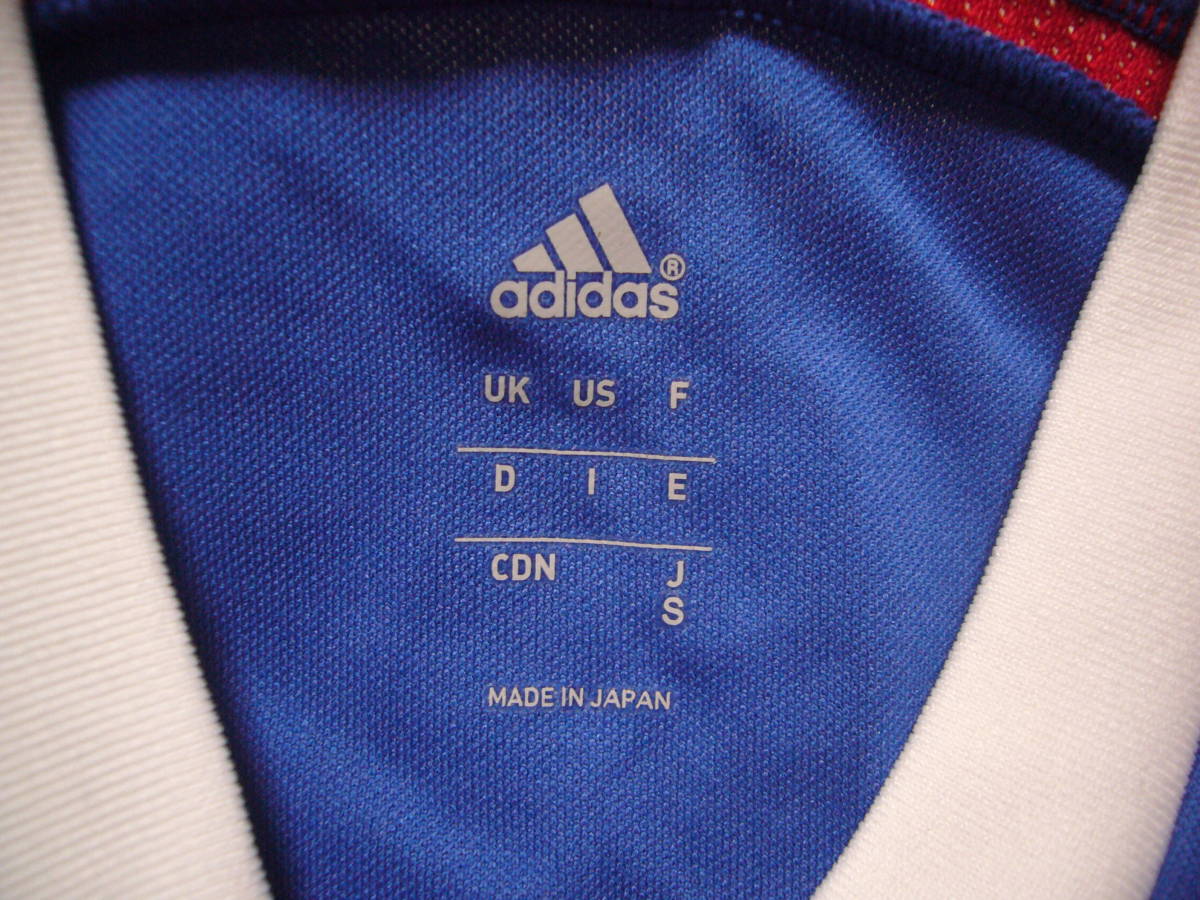 adidas®
UK US F
D I E
CDN J
S
MADE IN JAPAN